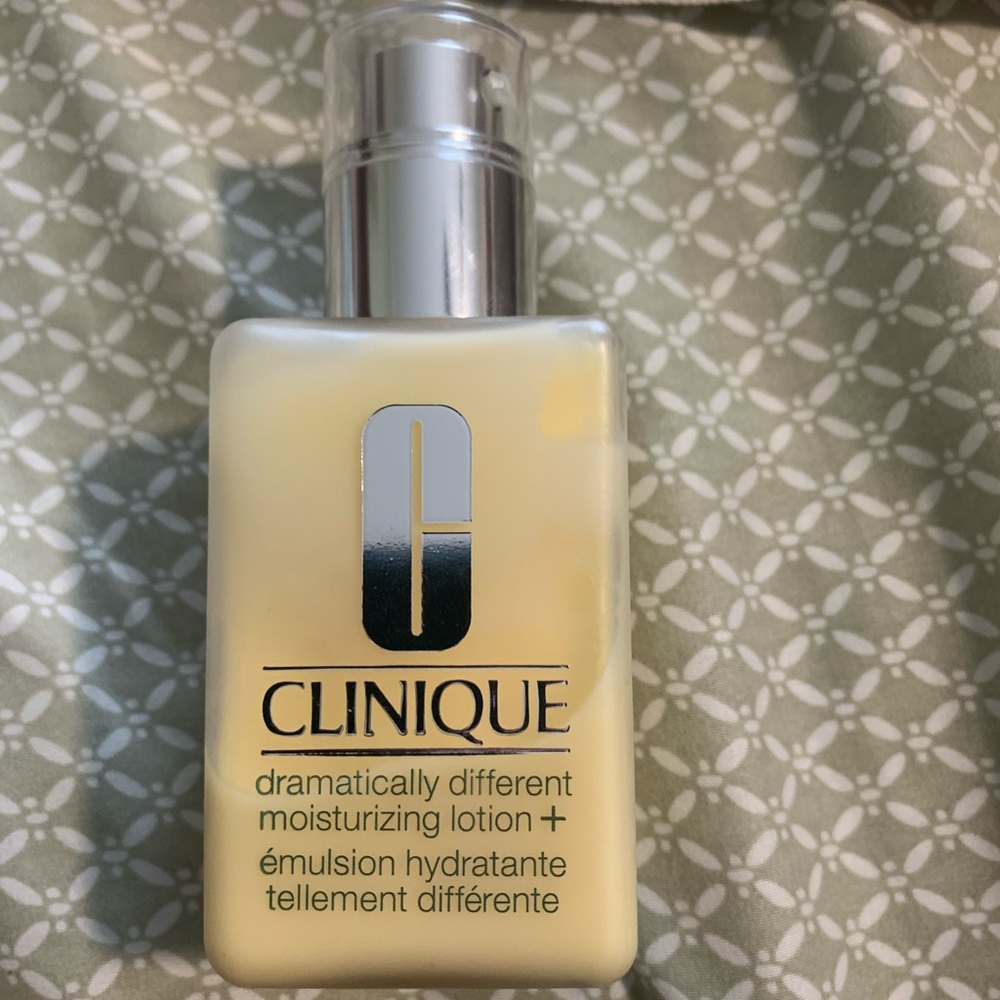 C
CLINIQUE
dramatically different
moisturizing lotion +
émulsion hydratante
tellement différente